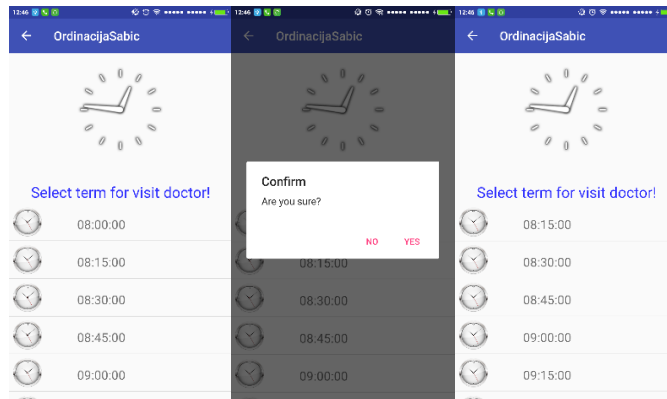 12:46
OrdinacijaSabic
Select term for visit doctor!
08:00:00
08:15:00
08:30:00
08:45:00
09:00:00
12:46
OrdinacijaSabic
Confirm
Are you sure?
NO
YES
08:15:00
08:30:00
08:45:00
09:00:00
12:46
OrdinacijaSabic
Select term for visit doctor!
08:15:00
08:30:00
08:45:00
09:00:00
09:15:00